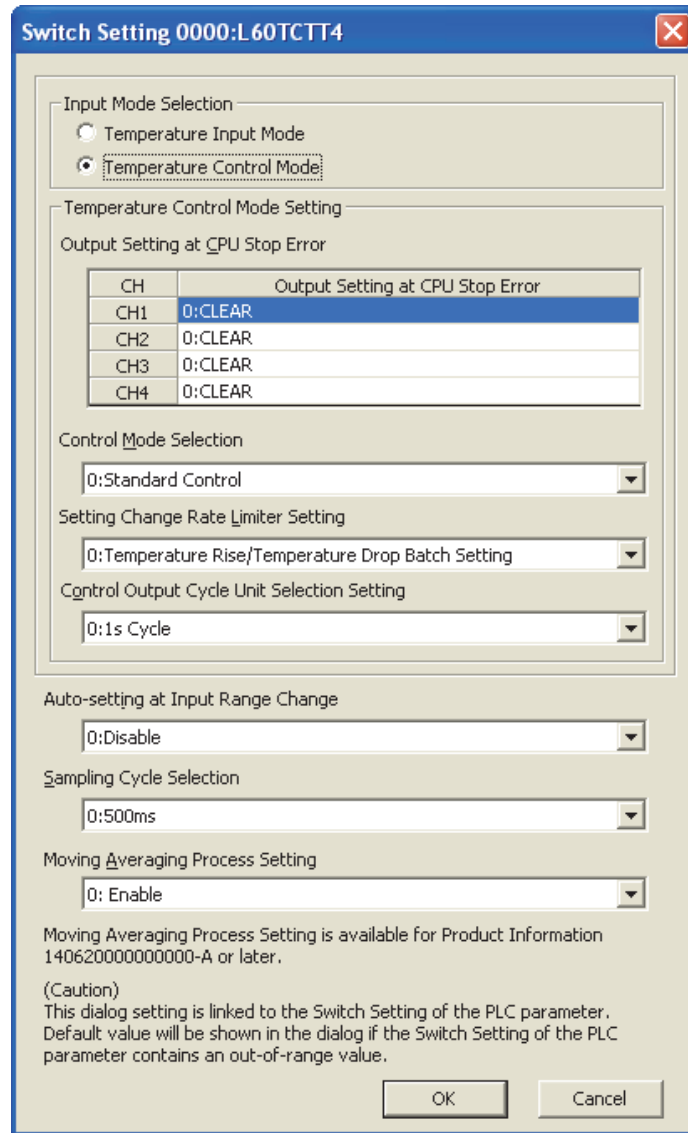 Switch Setting 0000:L60TCTT4
Input Mode Selection
Temperature Input Mode
Temperature Control Mode
Temperature Control Mode Setting
Output Setting at CPU Stop Error
CH Output Setting at CPU Stop Error
CH1 0:CLEAR
CH2 0:CLEAR
CH3 0:CLEAR
CH4 0:CLEAR
Control Mode Selection
0:Standard Control
Setting Change Rate Limiter Setting
0:Temperature Rise/Temperature Drop Batch Setting
Control Output Cycle Unit Selection Setting
0:1s Cycle
Auto-setting at Input Range Change
0:Disable
Sampling Cycle Selection
0:500ms
Moving Averaging Process Setting
0: Enable
Moving Averaging Process Setting is available for Product Information
140620000000000-A or later.
(Caution)
This dialog setting is linked to the Switch Setting of the PLC parameter.
Default value will be shown in the dialog if the Switch Setting of the PLC
parameter contains an out-of-range value.
OK Cancel